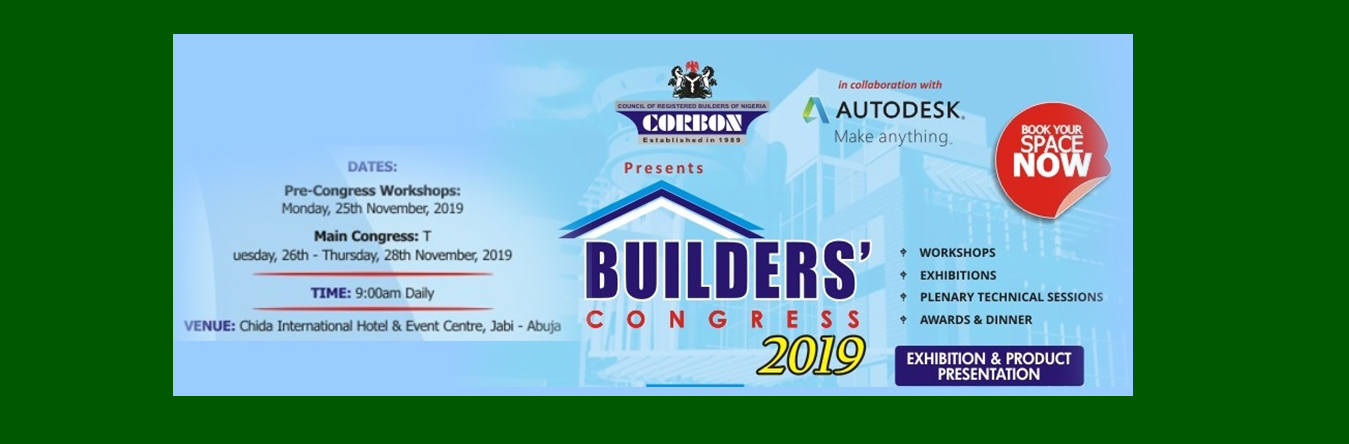 DATES:
Pre-Congress Workshops:
Monday, 25th November, 2019
Main Congress: T
uesday, 26th - Thursday, 28th November, 2019
TIME: 9:00am Daily
VENUE: Chida International Hotel & Event Centre, Jabi - Abuja
COUNCIL OF REGISTERED BUILDERS OF NIGERIA
CORBON
Established in 1989
Presents
BUILDERS'
CONGRESS
2019
in collaboration with
AUTODESK®
Make anything™
BOOK YOUR
SPACE
NOW
WORKSHOPS
EXHIBITIONS
PLENARY TECHNICAL SESSIONS
AWARDS & DINNER
EXHIBITION & PRODUCT
PRESENTATION